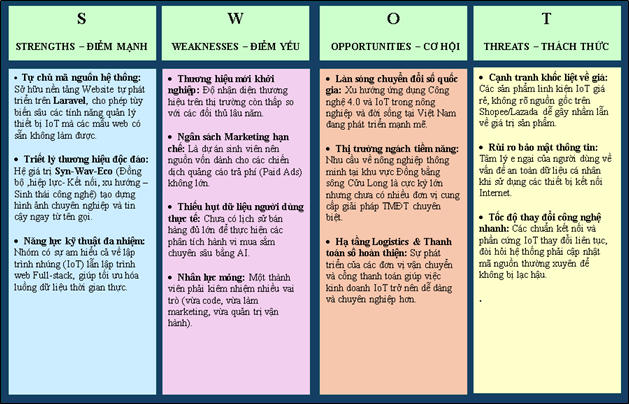 S
STRENGTHS – ĐIỂM MẠNH
• Tự chủ mã nguồn hệ thống:
Sở hữu nền tảng Website tự phát
triển trên Laravel, cho phép tùy
biến sâu các tính năng quản lý
thiết bị IoT mà các mẫu web có
sẵn không làm được.
• Triết lý thương hiệu độc đáo:
Hệ giá trị Syn-Wav-Eco (Đồng
bộ ,hiệp lực- Kết nối, xu hướng –
Sinh thái công nghệ) tạo dựng
hình ảnh chuyên nghiệp và tin
cậy ngay từ tên gọi.
• Năng lực kỹ thuật đa nhiệm:
Nhóm có sự am hiểu cả về lập
trình nhúng (IoT) lẫn lập trình
web Full-stack, giúp tối ưu hóa
luồng dữ liệu thời gian thực.
W
WEAKNESSES – ĐIỂM YẾU
• Thương hiệu mới khởi
nghiệp: Độ nhận diện thương
hiệu trên thị trường còn thấp so
với các đối thủ lâu năm.
• Ngân sách Marketing hạn
chế: Là dự án sinh viên nên
nguồn vốn dành cho các chiến
dịch quảng cáo trả phí (Paid Ads)
không lớn.
• Thiếu hụt dữ liệu người dùng
thực tế: Chưa có lịch sử bán
hàng đủ lớn để thực hiện các
phân tích hành vi mua sắm
chuyên sâu bằng AI.
• Nhân lực mỏng: Một thành
viên phải kiêm nhiệm nhiều vai
trò (vừa code, vừa làm
marketing, vừa quản trị vận
hành).
O
OPPORTUNITIES – CƠ HỘI
• Làn sóng chuyển đổi số quốc
gia: Xu hướng ứng dụng Công
nghệ 4.0 và IoT trong nông
nghiệp và đời sống tại Việt Nam
đang phát triển mạnh mẽ.
• Thị trường ngách tiềm năng:
Nhu cầu về nông nghiệp thông
minh tại khu vực Đồng bằng
sông Cửu Long là cực kỳ lớn
nhưng chưa có nhiều đơn vị cung
cấp giải pháp TMĐT chuyên
biệt.
• Hạ tầng Logistics & Thanh
toán số hoàn thiện: Sự phát
triển của các đơn vị vận chuyển
và cổng thanh toán giúp việc
kinh doanh IoT trở nên dễ dàng
và chuyên nghiệp hơn.
T
THREATS – THÁCH THỨC
• Cạnh tranh khốc liệt về giá:
Các sản phẩm linh kiện IoT giá
rẻ, không rõ nguồn gốc trên
Shopee/Lazada dễ gây nhầm lẫn
về giá trị sản phẩm.
• Rủi ro bảo mật thông tin:
Tâm lý e ngại của người dùng về
vấn đề an toàn dữ liệu cá nhân
khi sử dụng các thiết bị kết nối
Internet.
• Tốc độ thay đổi công nghệ
nhanh: Các chuẩn kết nối và
phần cứng IoT thay đổi liên tục,
đòi hỏi hệ thống phải cập nhật
mã nguồn thường xuyên để
không bị lạc hậu.
.